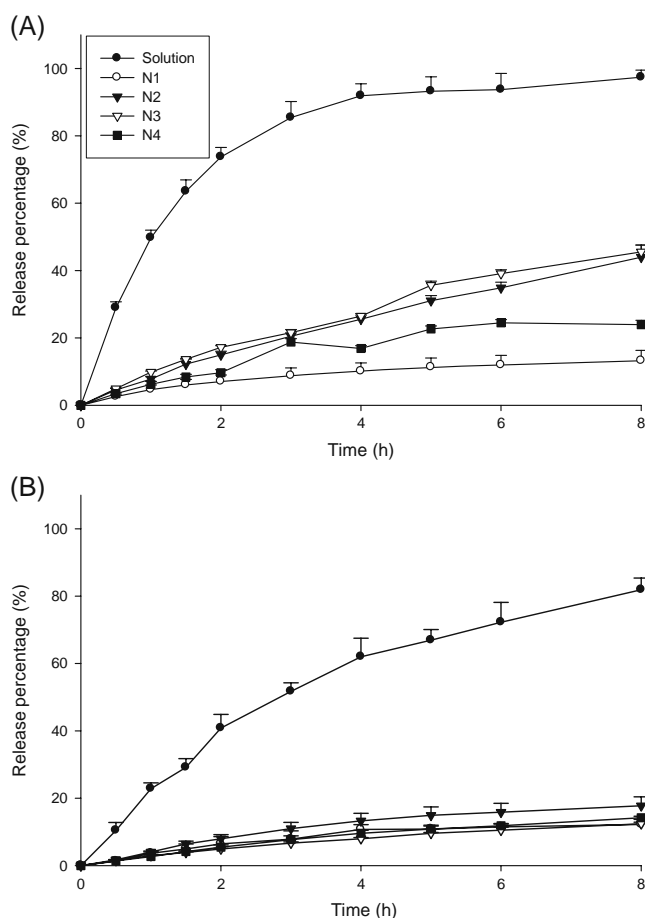 (A)
Solution
N1
N2
N3
N4
100
80
60
40
20
0
Release percentage (%)
0 2 4 6 8
Time (h)
(B)
100
80
60
40
20
0
Release percentage (%)
0 2 4 6 8
Time (h)